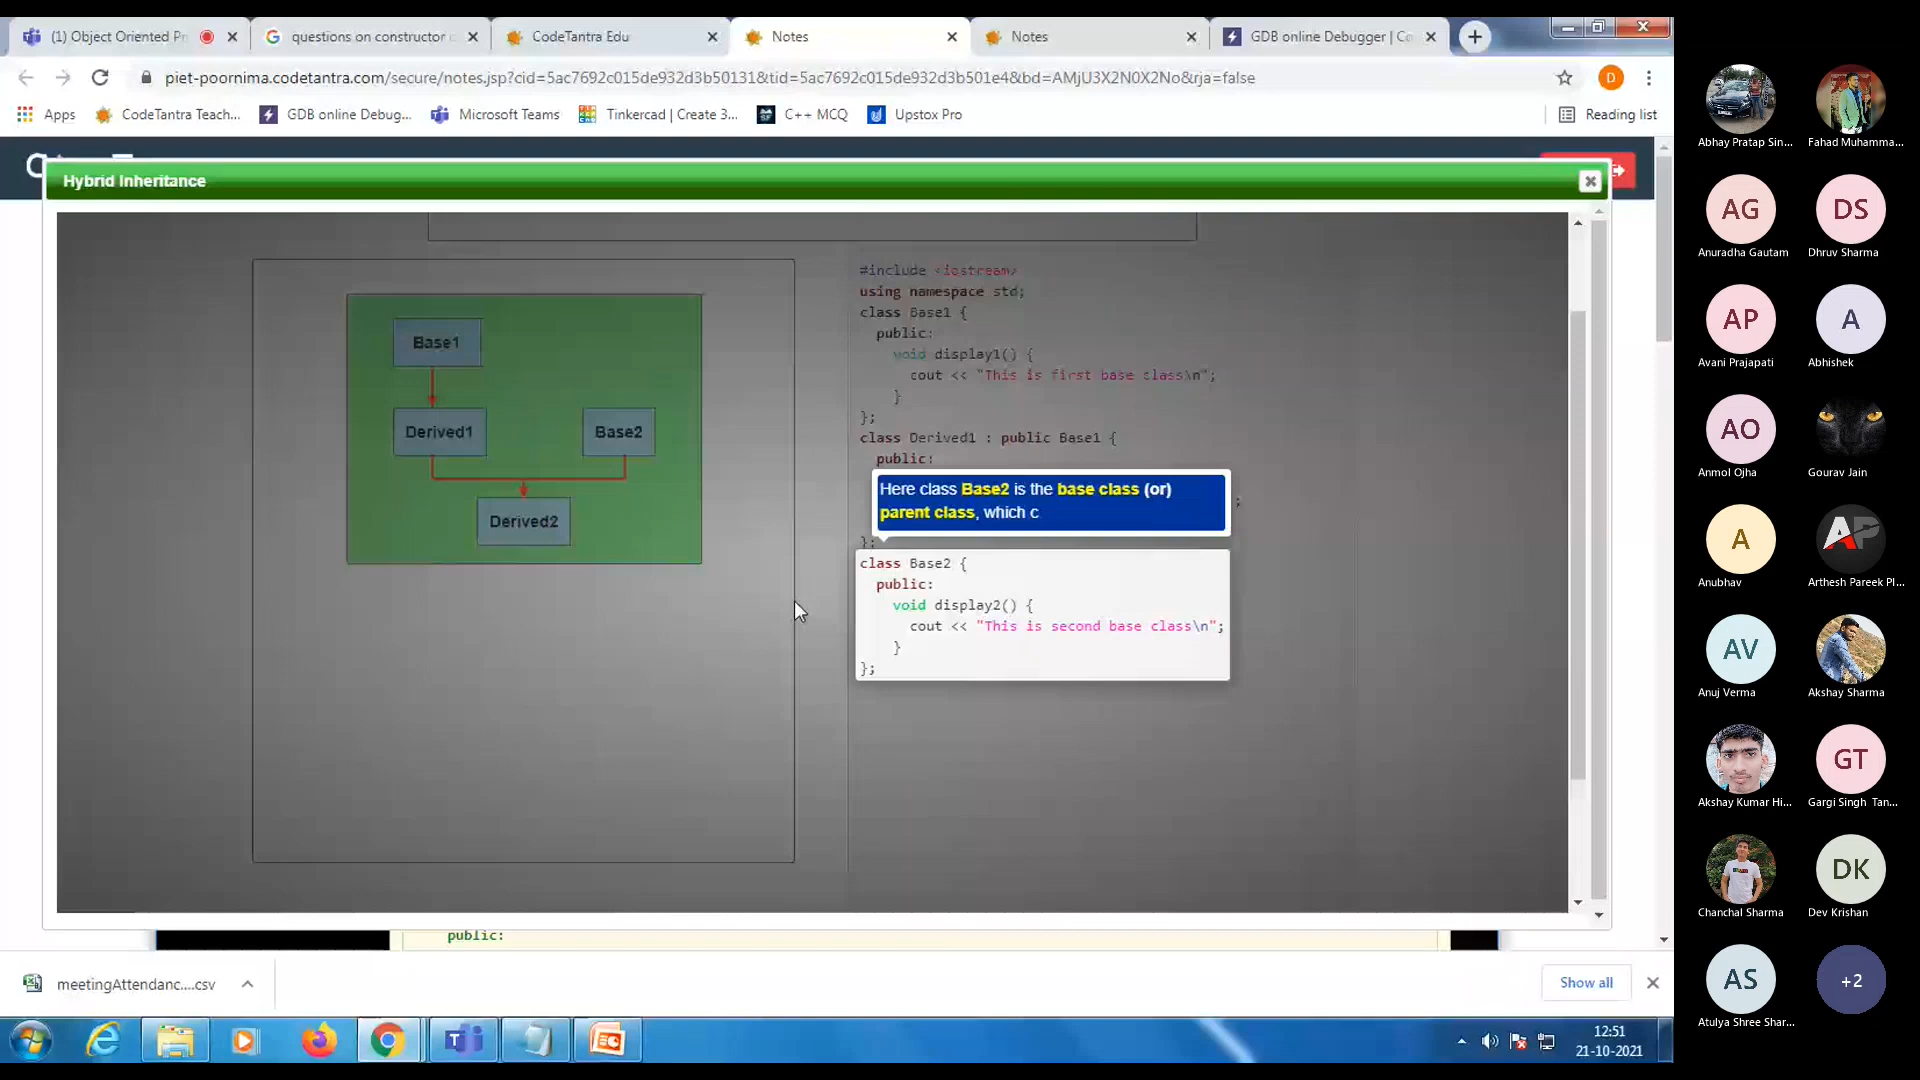 (1) Object Oriented Pr
questions on constructor
CodeTantra Edu
Notes
Notes
GDB online Debugger | Co
piet-poornima.codetantra.com/secure/notes.jsp?cid=5ac7692c015de932d3b50131&tid=5ac7692c015de932d3b501e4&bd=AMjU3X2N0X2No&rja=false
D
Apps
CodeTantra Teach...
GDB online Debug...
Microsoft Teams
Tinkercad | Create 3...
C++ MCQ
Upstox Pro
Reading list
Hybrid Inheritance
Base1
Derived1
Base2
Derived2
#include <iostream>
using namespace std;
class Base1 {
public:
void display1() {
cout << "This is first base class\n";
}
};
class Derived1 : public Base1 {
public:
;
Here class Base2 is the base class (or)
parent class, which c
};
class Base2 {
public:
void display2() {
cout << "This is second base class\n";
}
};
public:
meetingAttendanc....csv
Show all
12:51
21-10-2021
Abhay Pratap Sin...
Fahad Muhamma...
AG
Anuradha Gautam
DS
Dhruv Sharma
AP
Avani Prajapati
A
Abhishek
AO
Anmol Ojha
Gourav Jain
A
Anubhav
AP
Arthesh Pareek PI...
AV
Anuj Verma
Akshay Sharma
Akshay Kumar Hi...
GT
Gargi Singh Tan...
Chanchal Sharma
DK
Dev Krishan
AS
Atulya Shree Shar...
+2